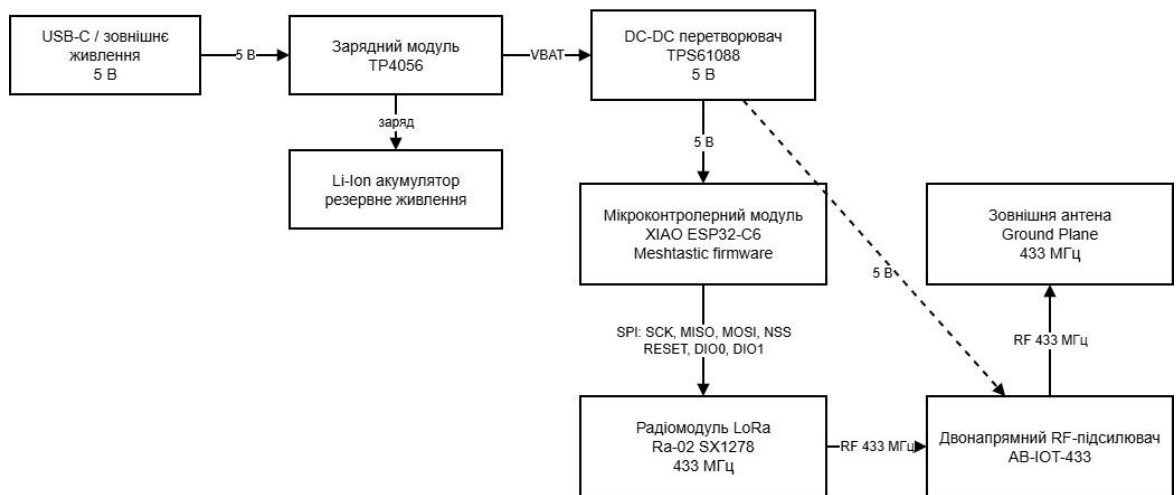 USB-C / зовнішнє
живлення
5 В
5 В
Зарядний модуль
TP4056
VBAT
DC-DC перетворювач
TPS61088
5 В
заряд
5 В
Li-Ion акумулятор
резервне живлення
Мікроконтролерний модуль
XIAO ESP32-C6
Meshtastic firmware
Зовнішня антена
Ground Plane
433 МГц
5 В
SPI: SCK, MISO, MOSI, NSS
RESET, DIO0, DIO1
RF 433 МГц
Радіомодуль LoRa
Ra-02 SX1278
433 МГц
RF 433 МГц
Двонапрямний RF-підсилювач
AB-IOT-433